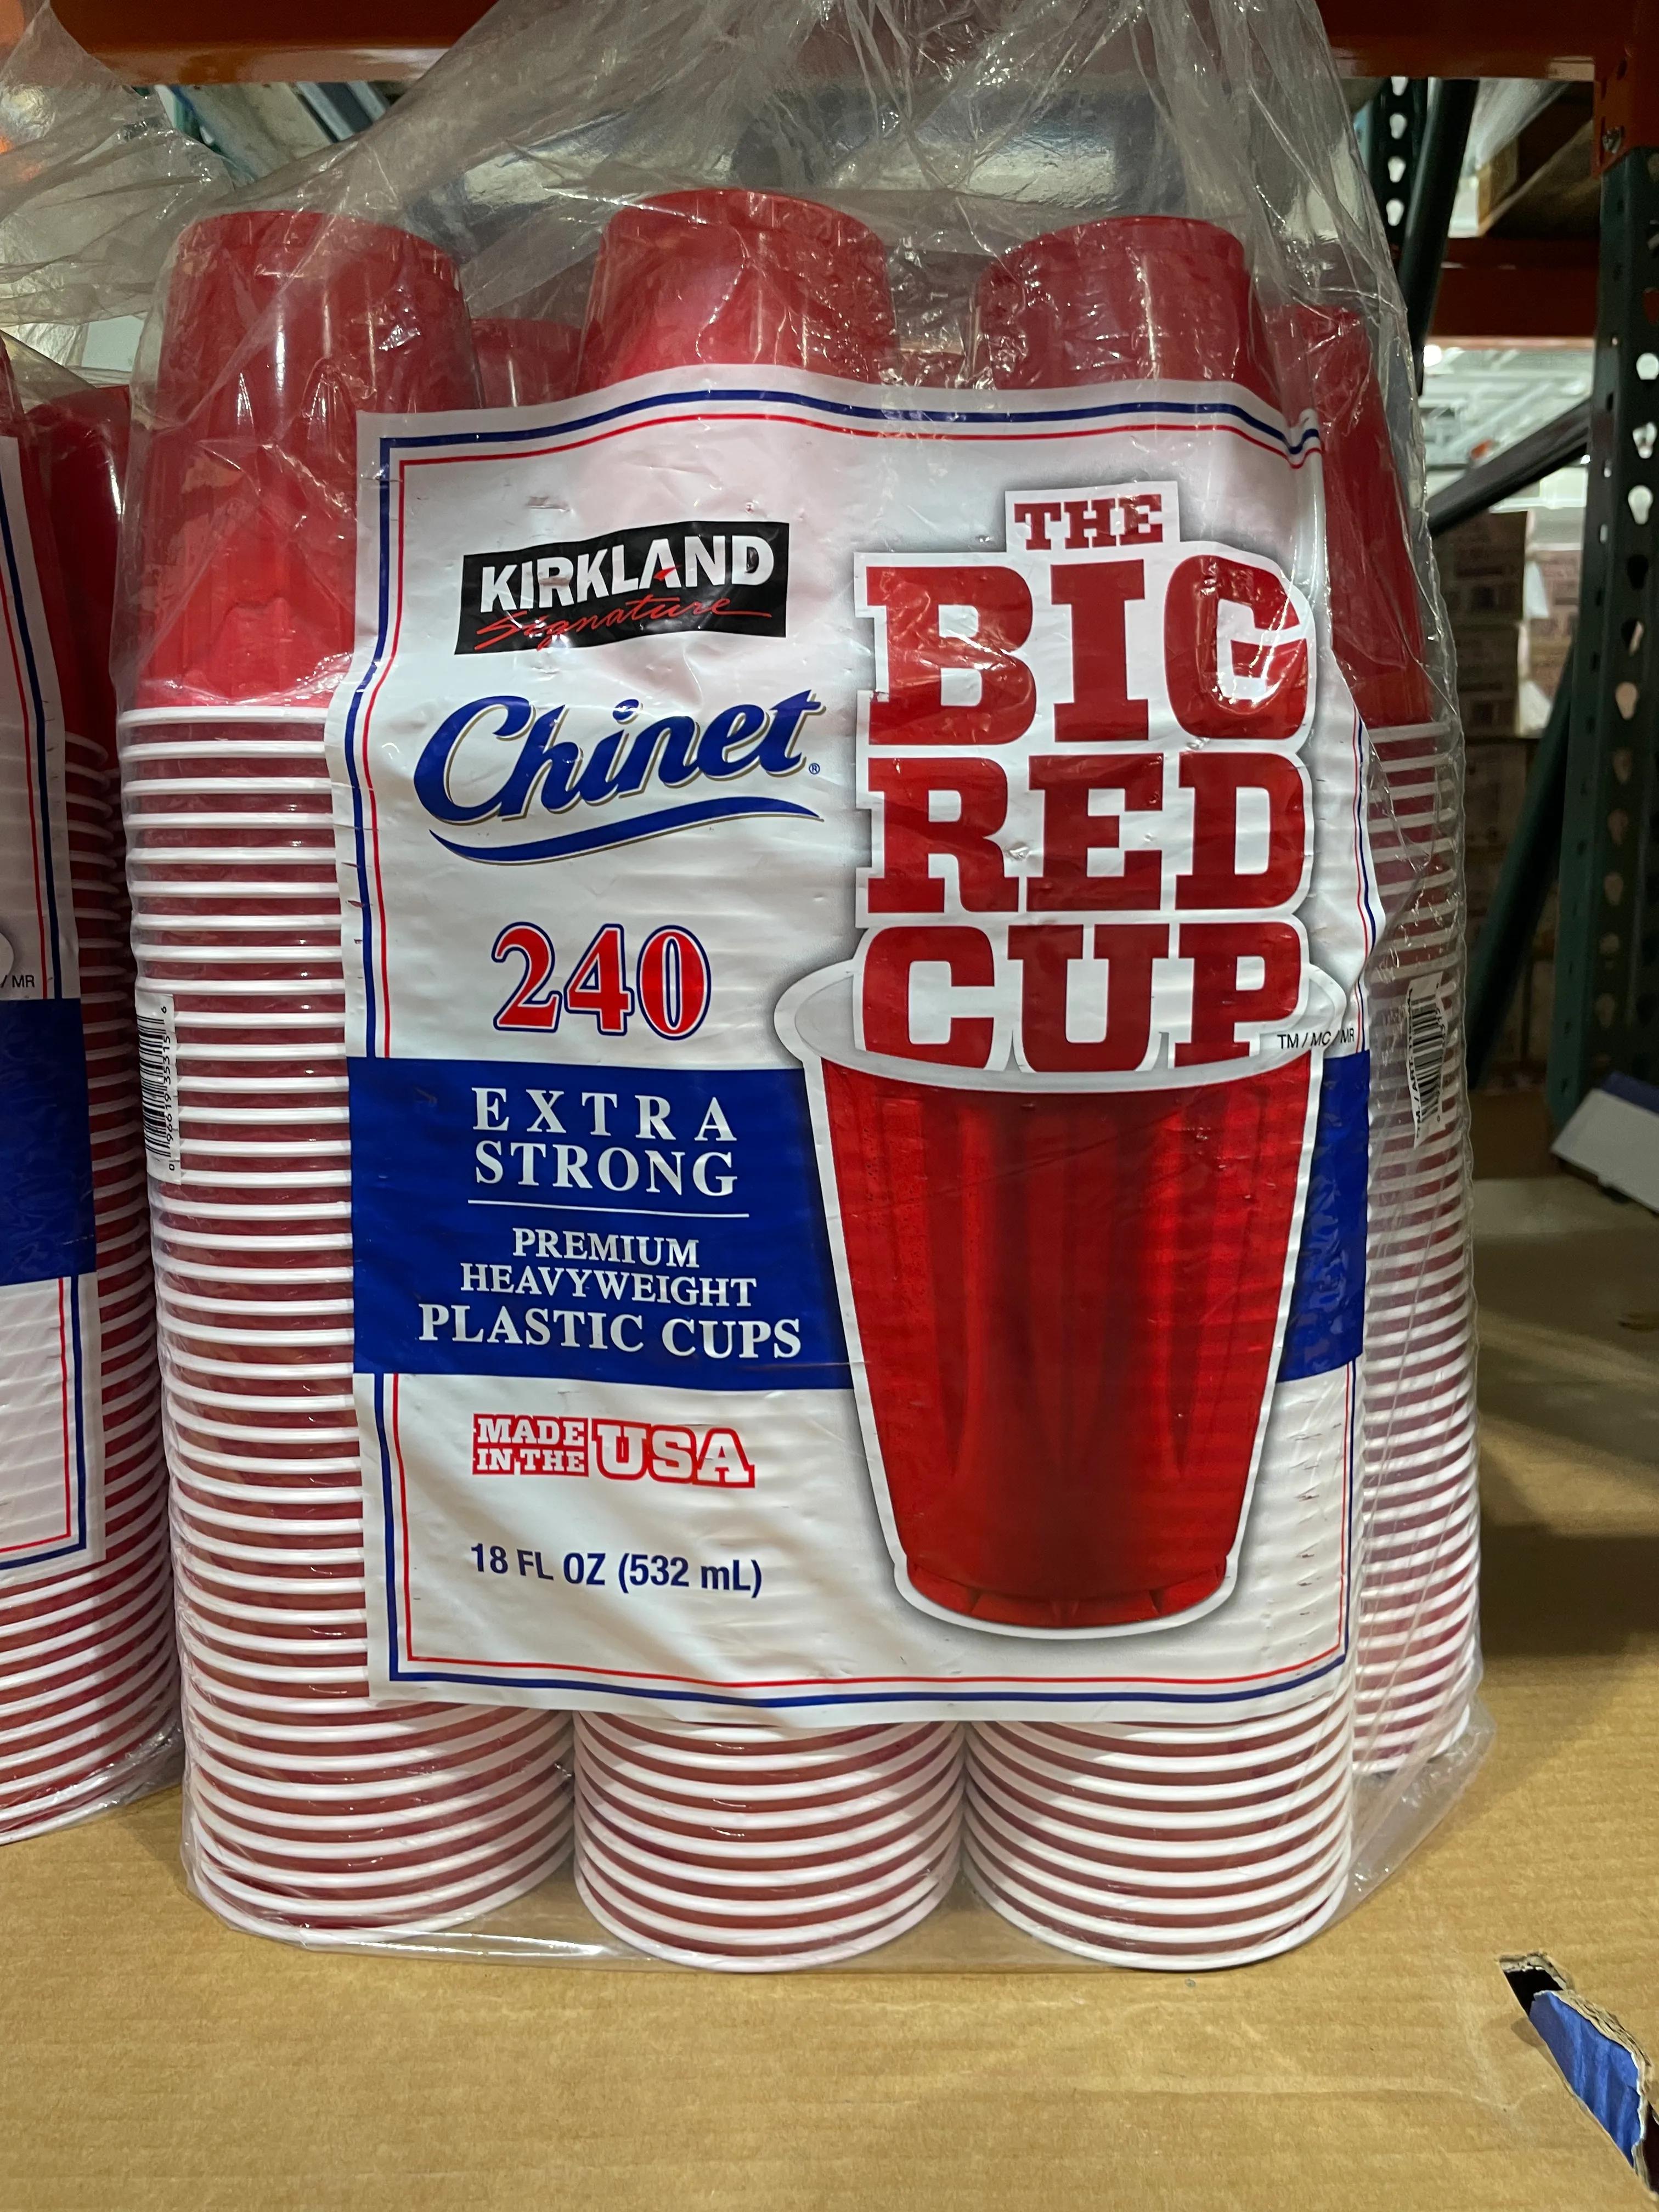 KIRKLAND
Signature
Chinet®
240
EXTRA
STRONG
PREMIUM
HEAVYWEIGHT
PLASTIC CUPS
MADE
IN THE
USA
18 FL OZ (532 mL)
THE
BIG
RED
CUP
TM / MC / MR
/ MR